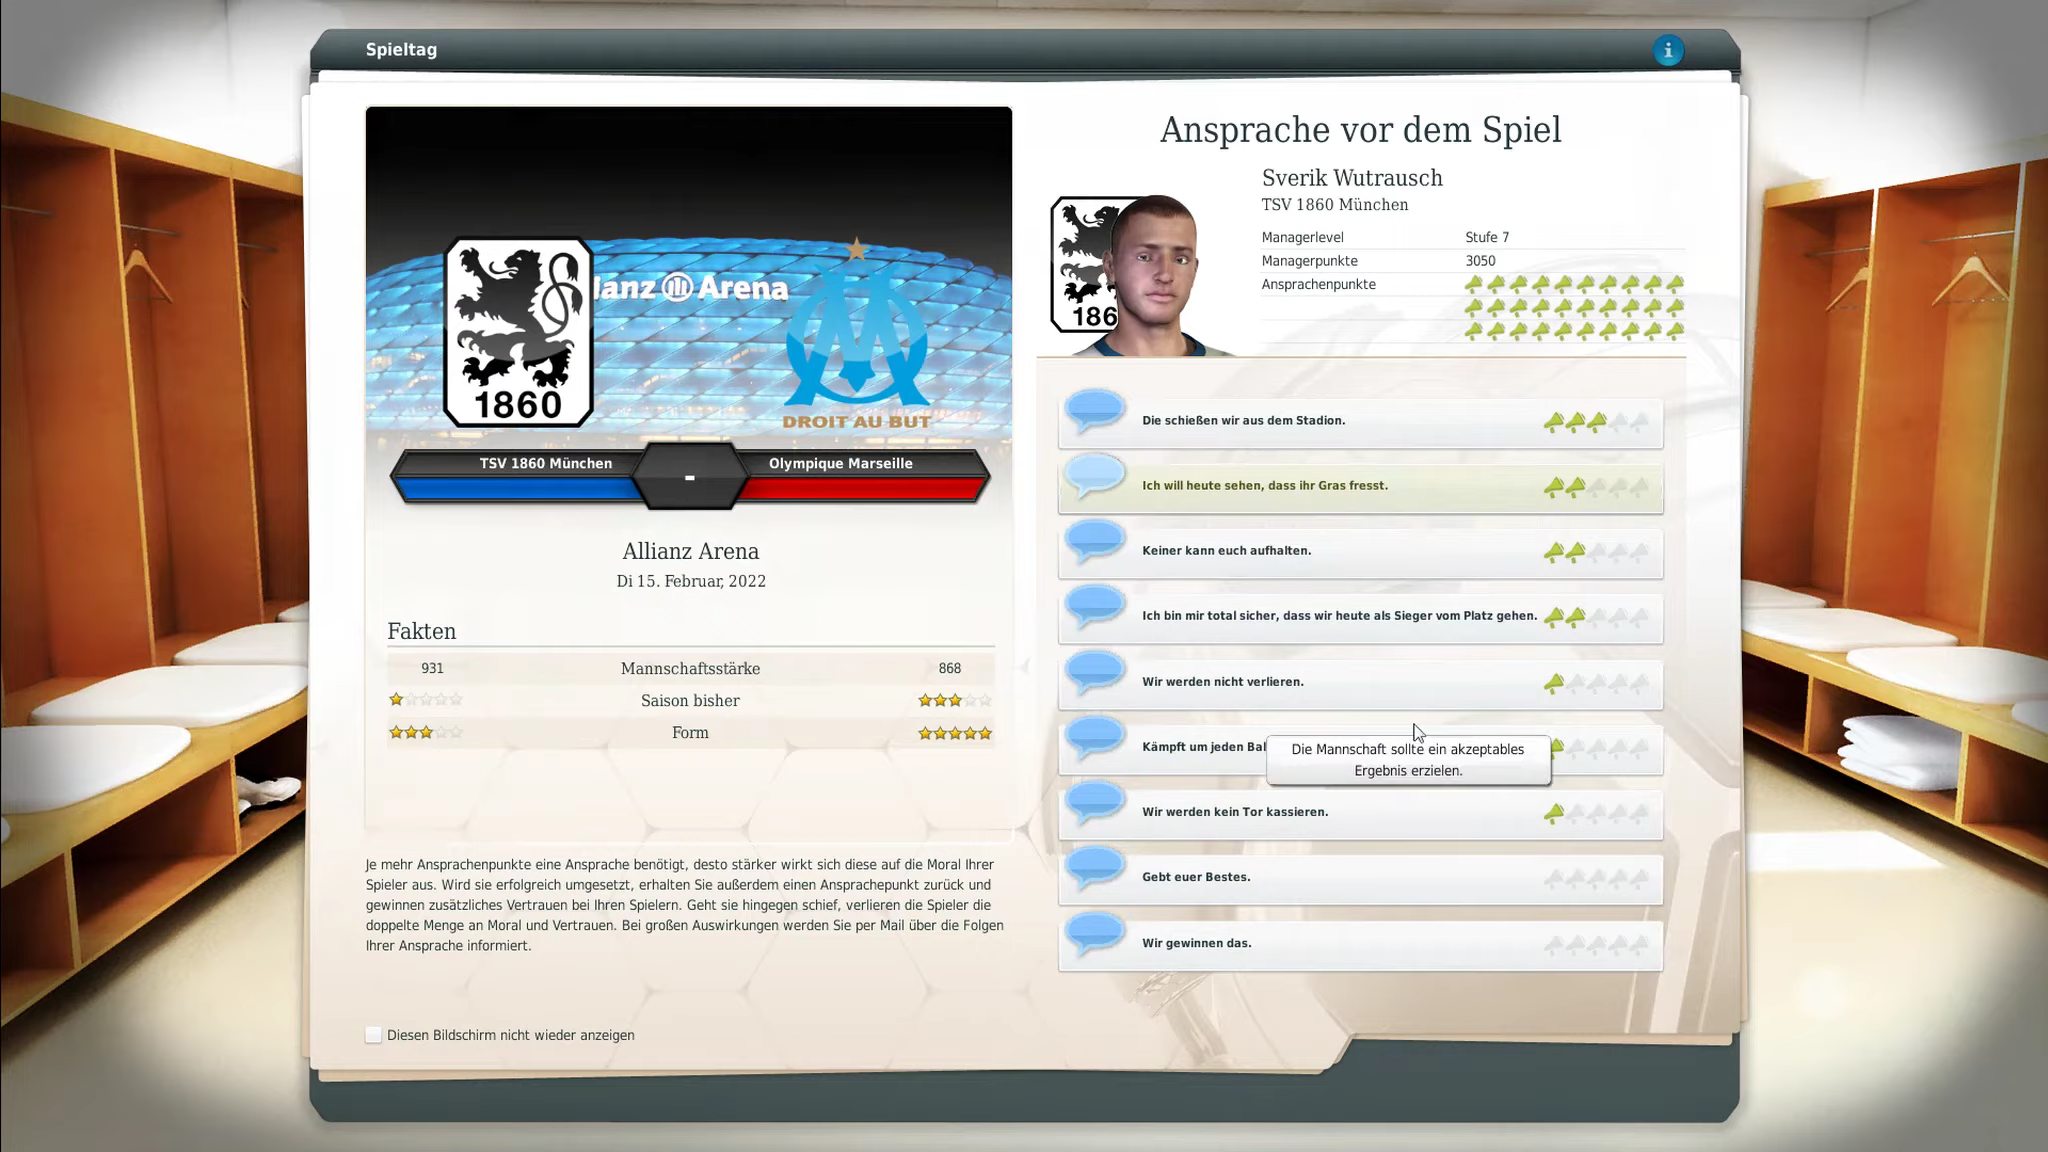 Spieltag
i
lanz Arena
1860
DROIT AU BUT
TSV 1860 München
-
Olympique Marseille
Allianz Arena
Di 15. Februar, 2022
Fakten
931 Mannschaftsstärke 868
Saison bisher
Form
Je mehr Ansprachenpunkte eine Ansprache benötigt, desto stärker wirkt sich diese auf die Moral Ihrer
Spieler aus. Wird sie erfolgreich umgesetzt, erhalten Sie außerdem einen Ansprachepunkt zurück und
gewinnen zusätzliches Vertrauen bei Ihren Spielern. Geht sie hingegen schief, verlieren die Spieler die
doppelte Menge an Moral und Vertrauen. Bei großen Auswirkungen werden Sie per Mail über die Folgen
Ihrer Ansprache informiert.
Diesen Bildschirm nicht wieder anzeigen
Ansprache vor dem Spiel
186
Sverik Wutrausch
TSV 1860 München
Managerlevel Stufe 7
Managerpunkte 3050
Ansprachenpunkte
Die schießen wir aus dem Stadion.
Ich will heute sehen, dass ihr Gras fresst.
Keiner kann euch aufhalten.
Ich bin mir total sicher, dass wir heute als Sieger vom Platz gehen.
Wir werden nicht verlieren.
Kämpft um jeden Bal
Die Mannschaft sollte ein akzeptables
Ergebnis erzielen.
Wir werden kein Tor kassieren.
Gebt euer Bestes.
Wir gewinnen das.